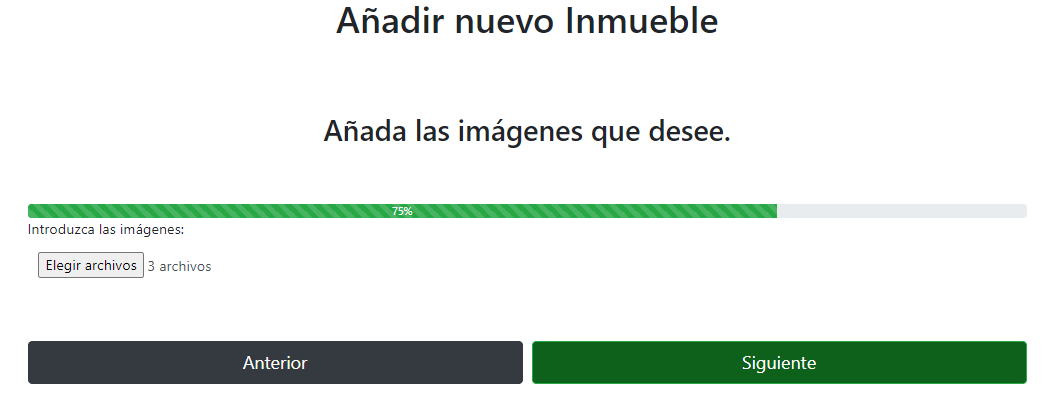 Añadir nuevo Inmueble
Añada las imágenes que desee.
75%
Introduzca las imágenes:
Elegir archivos 3 archivos
Anterior Siguiente